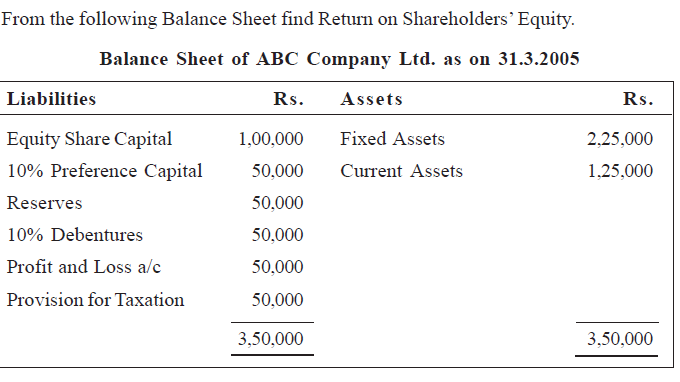 From the following Balance Sheet find Return on Shareholders' Equity.
Balance Sheet of ABC Company Ltd. as on 31.3.2005
Liabilities Rs. Assets Rs.
Equity Share Capital 1,00,000 Fixed Assets 2,25,000
10% Preference Capital 50,000 Current Assets 1,25,000
Reserves 50,000
10% Debentures 50,000
Profit and Loss a/c 50,000
Provision for Taxation 50,000
3,50,000 3,50,000